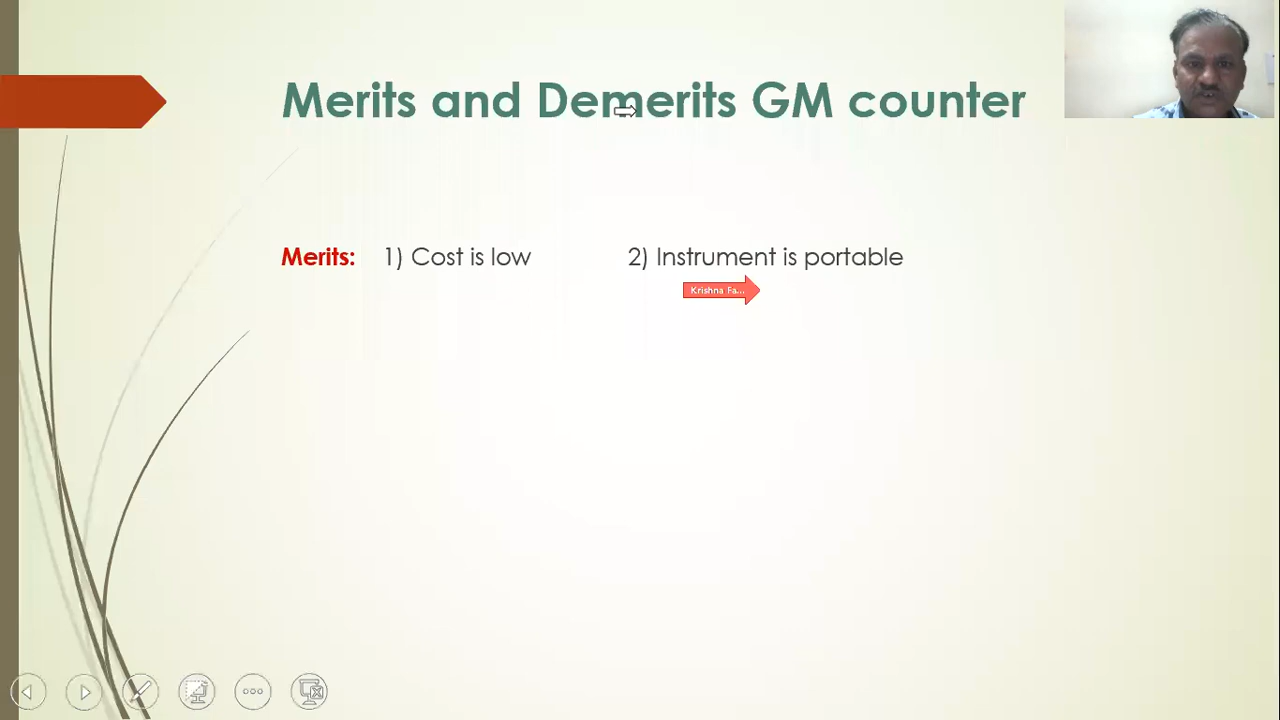 Merits and Demerits GM counter
Merits: 1) Cost is low 2) Instrument is portable
Krishna Fa...